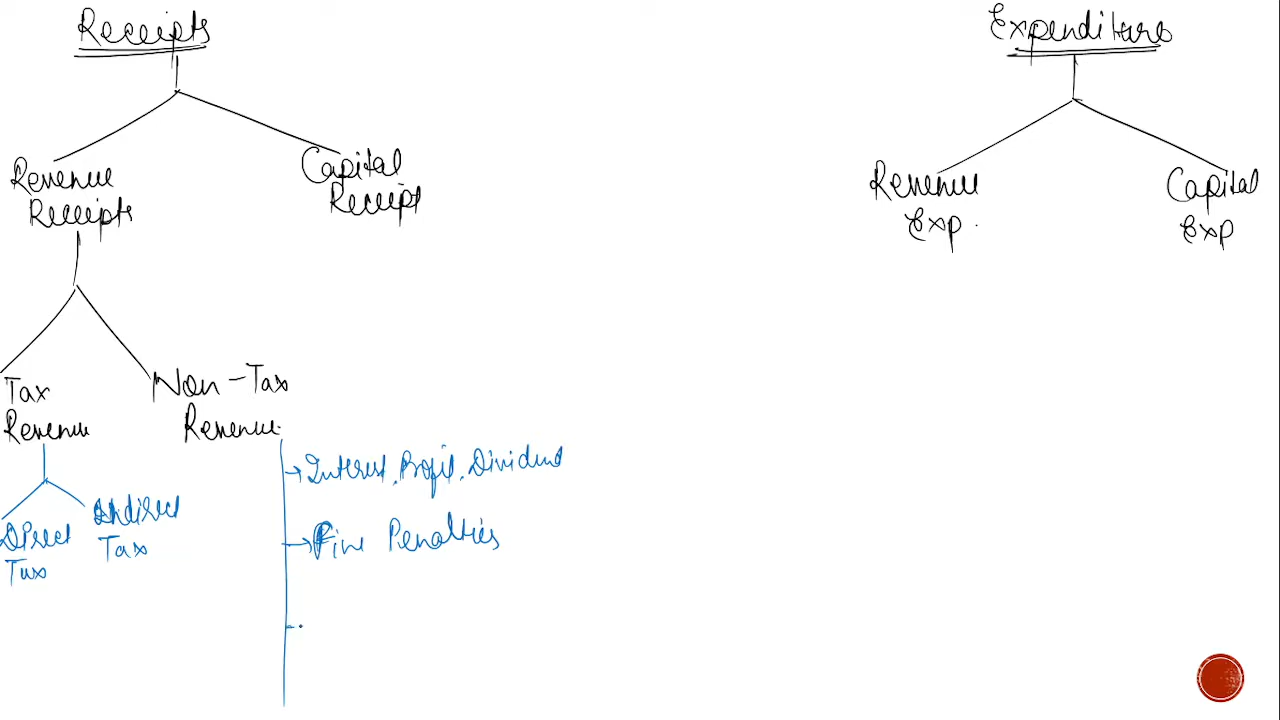 Receipts
Expenditure
Revenue
Receipts
Capital
Receipt
Revenue
Exp.
Capital
Exp
Tax
Revenue
Non-Tax
Revenue
Interest, Profit, Dividend
Fine Penalties
Direct
Tax
Indirect
Tax